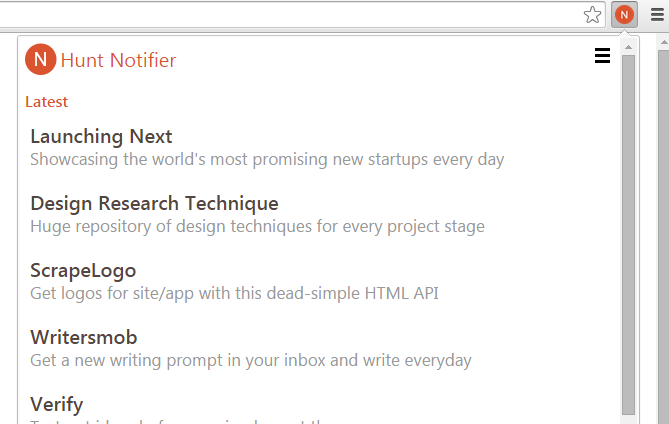 N
N Hunt Notifier
Latest
Launching Next
Showcasing the world's most promising new startups every day
Design Research Technique
Huge repository of design techniques for every project stage
ScrapeLogo
Get logos for site/app with this dead-simple HTML API
Writersmob
Get a new writing prompt in your inbox and write everyday
Verify